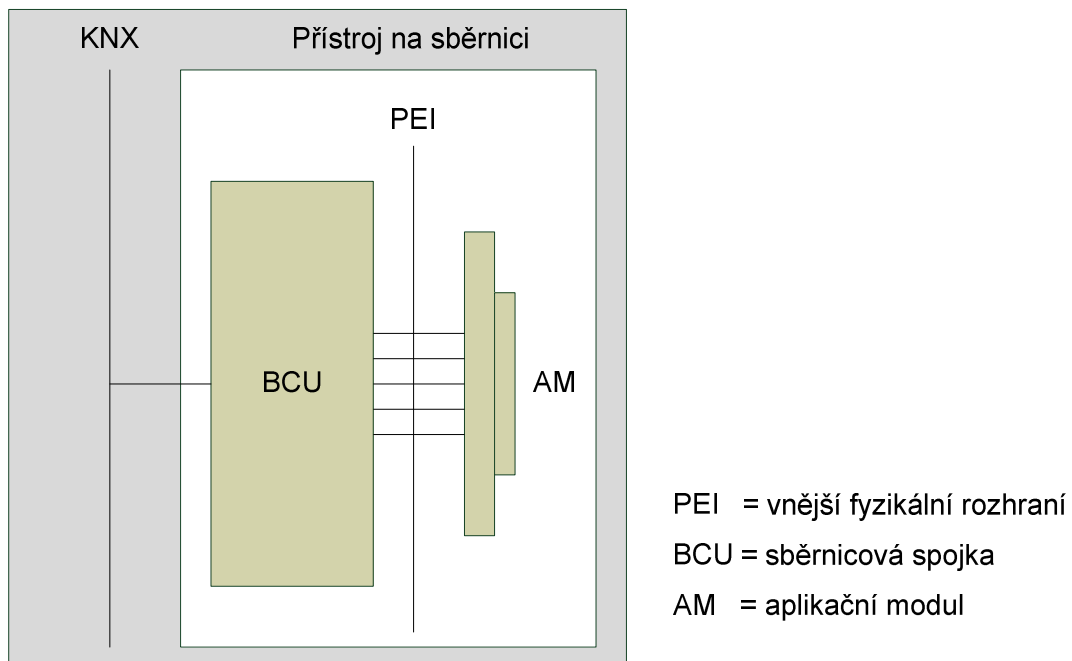 KNX
Přístroj na sběrnici
PEI
BCU
AM
PEI = vnější fyzikální rozhraní
BCU = sběrnicová spojka
AM = aplikační modul